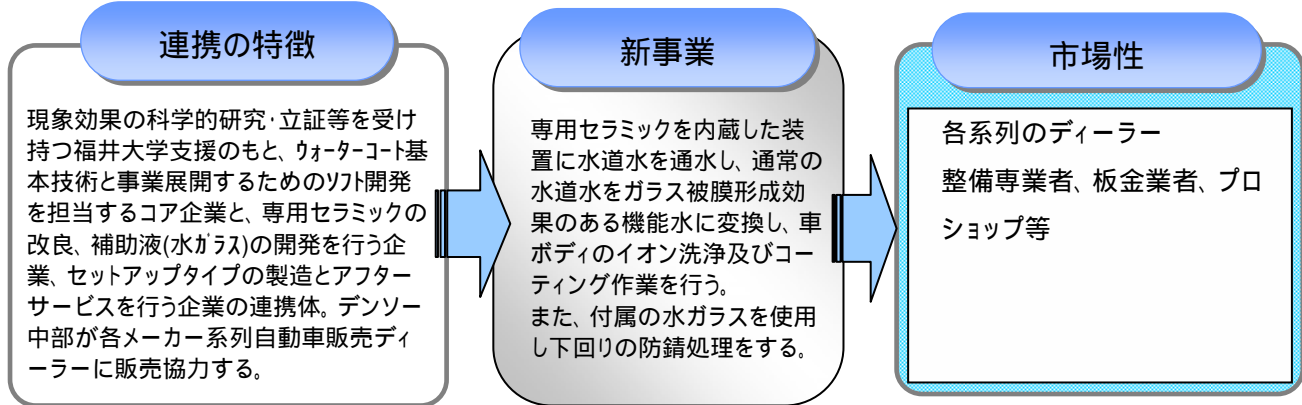 連携の特徴
現象効果の科学的研究･立証等を受け
持つ福井大学支援のもと、ｳｫｰﾀｰｺｰﾄ基
本技術と事業展開するためのｿﾌﾄ開発
を担当するコア企業と、専用セラミックの
改良、補助液(水ｶﾞﾗｽ)の開発を行う企
業、セットアップタイプの製造とアフター
サービスを行う企業の連携体。デンソー
中部が各メーカー系列自動車販売ディ
ーラーに販売協力する。
新事業
専用セラミックを内蔵した装
置に水道水を通水し、通常の
水道水をガラス被膜形成効
果のある機能水に変換し、車
ボディのイオン洗浄及びコー
ティング作業を行う。
また、付属の水ガラスを使用
し下回りの防錆処理をする。
市場性
各系列のディーラー
整備専業者、板金業者、プロ
ショップ等